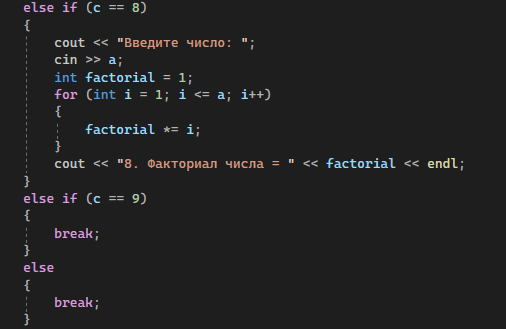 else if (c == 8)
{
cout << "Введите число: ";
cin >> a;
int factorial = 1;
for (int i = 1; i <= a; i++)
{
factorial *= i;
}
cout << "8. Факториал числа = " << factorial << endl;
}
else if (c == 9)
{
break;
}
else
{
break;
}